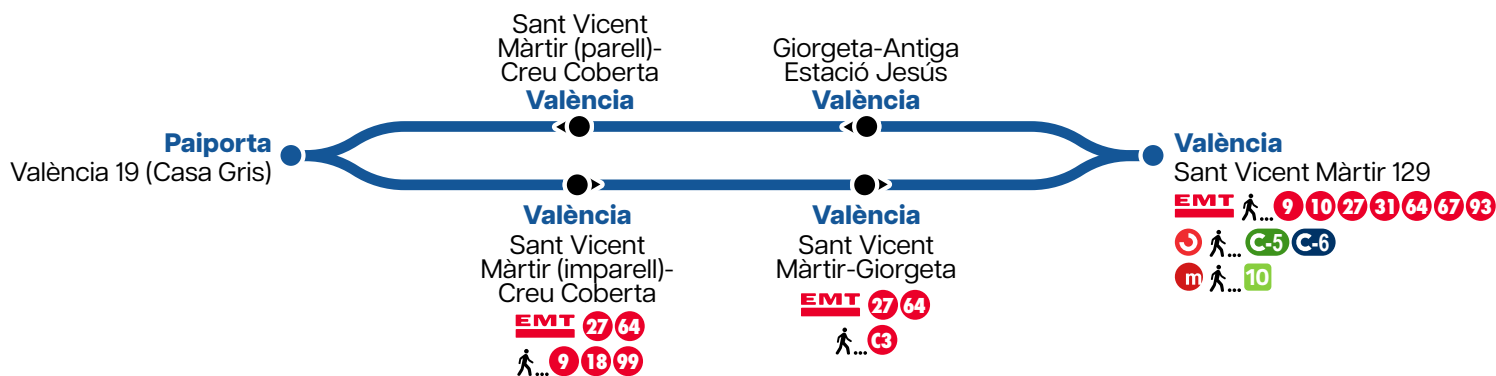 Paiporta
València 19 (Casa Gris)
Sant Vicent
Màrtir (parell)-
Creu Coberta
València
Giorgeta-Antiga
Estació Jesús
València
València
Sant Vicent
Màrtir (imparell)-
Creu Coberta
EMT 27 64
... 9 18 99
València
Sant Vicent
Màrtir-Giorgeta
EMT 27 64
... C3
València
Sant Vicent Màrtir 129
EMT ... 9 10 27 31 64 67 93
... C-5 C-6
m ... 10